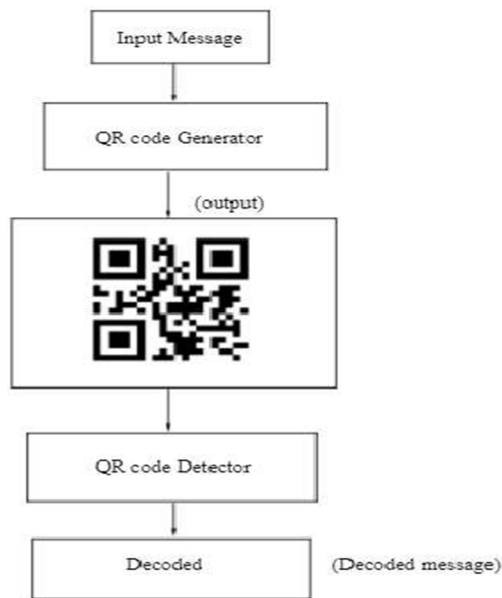 Input Message
QR code Generator
(output)
QR code Detector
Decoded (Decoded message)